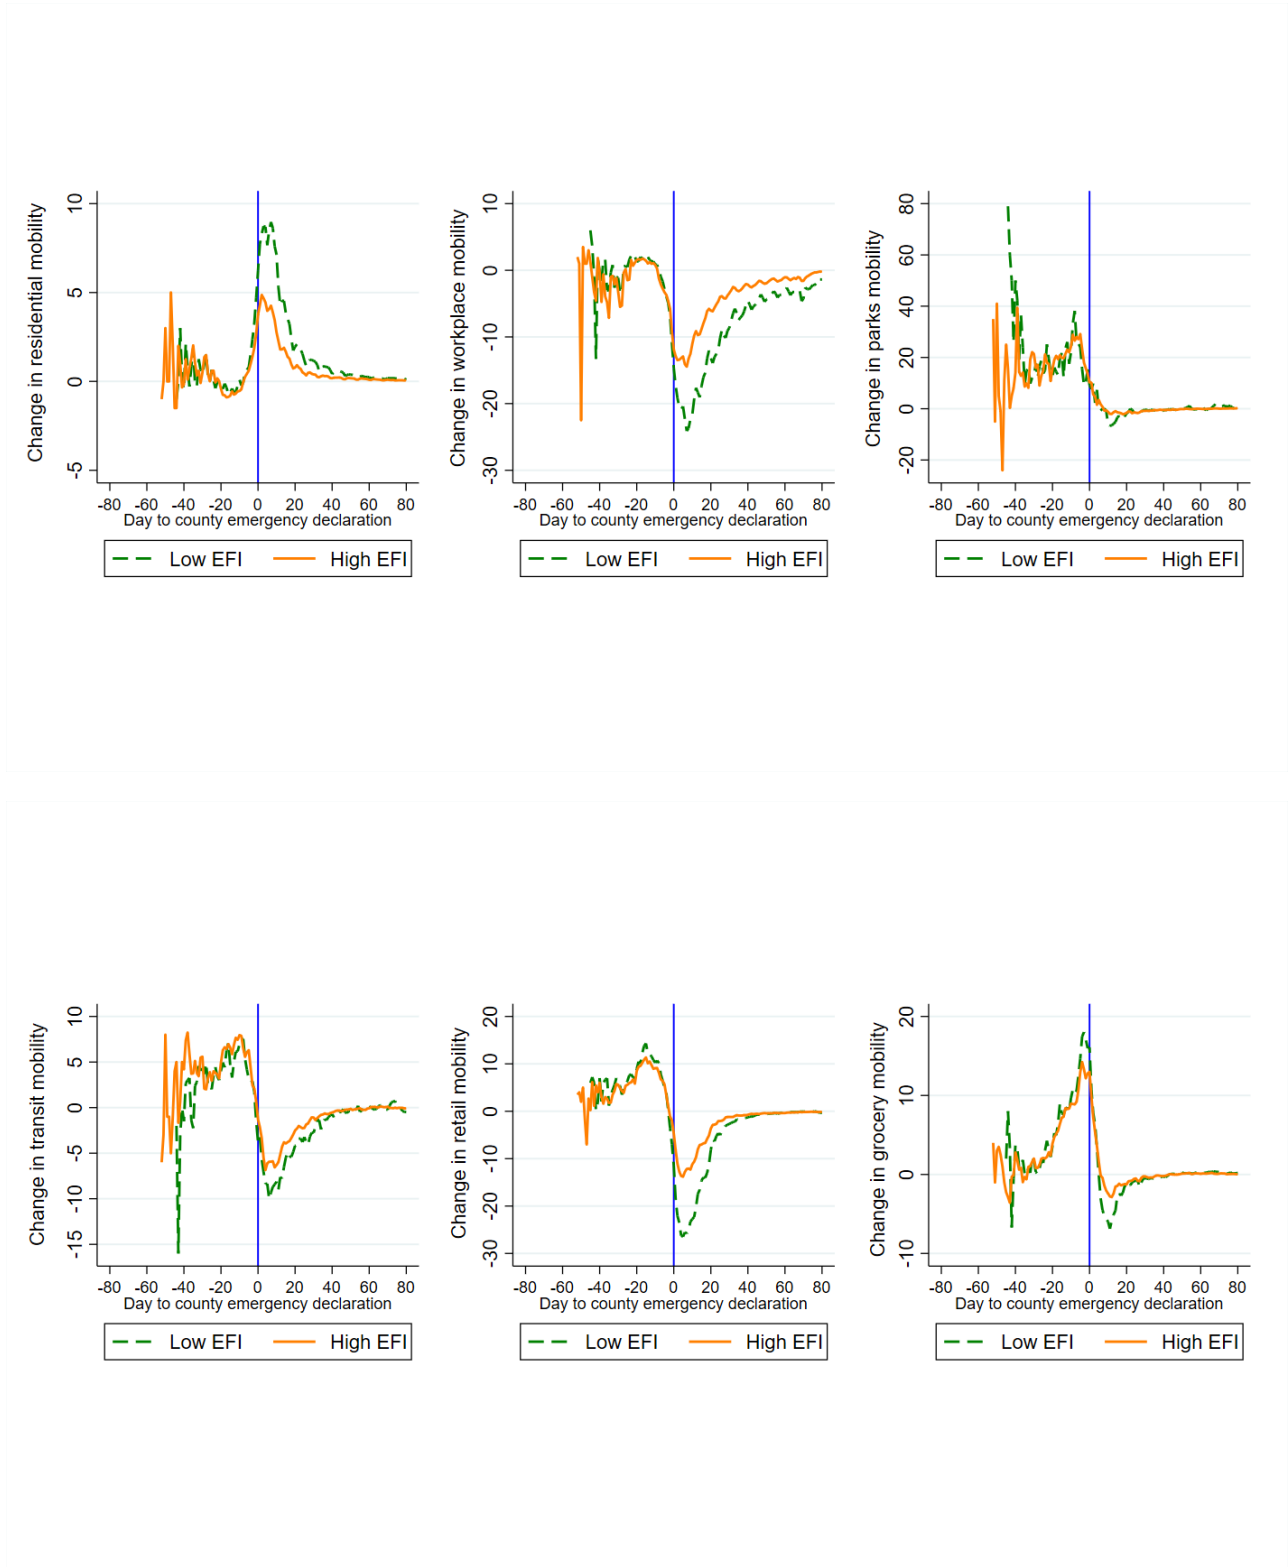 Change in residential mobility
10
5
0
-5
-80 -60 -40 -20 0 20 40 60 80
Day to county emergency declaration
Low EFI High EFI
Change in workplace mobility
10
0
-10
-20
-30
-80 -60 -40 -20 0 20 40 60 80
Day to county emergency declaration
Low EFI High EFI
Change in parks mobility
80
60
40
20
0
-20
-80 -60 -40 -20 0 20 40 60 80
Day to county emergency declaration
Low EFI High EFI
Change in transit mobility
10
5
0
-5
-10
-15
-80 -60 -40 -20 0 20 40 60 80
Day to county emergency declaration
Low EFI High EFI
Change in retail mobility
20
10
0
-10
-20
-30
-80 -60 -40 -20 0 20 40 60 80
Day to county emergency declaration
Low EFI High EFI
Change in grocery mobility
20
10
0
-10
-80 -60 -40 -20 0 20 40 60 80
Day to county emergency declaration
Low EFI High EFI